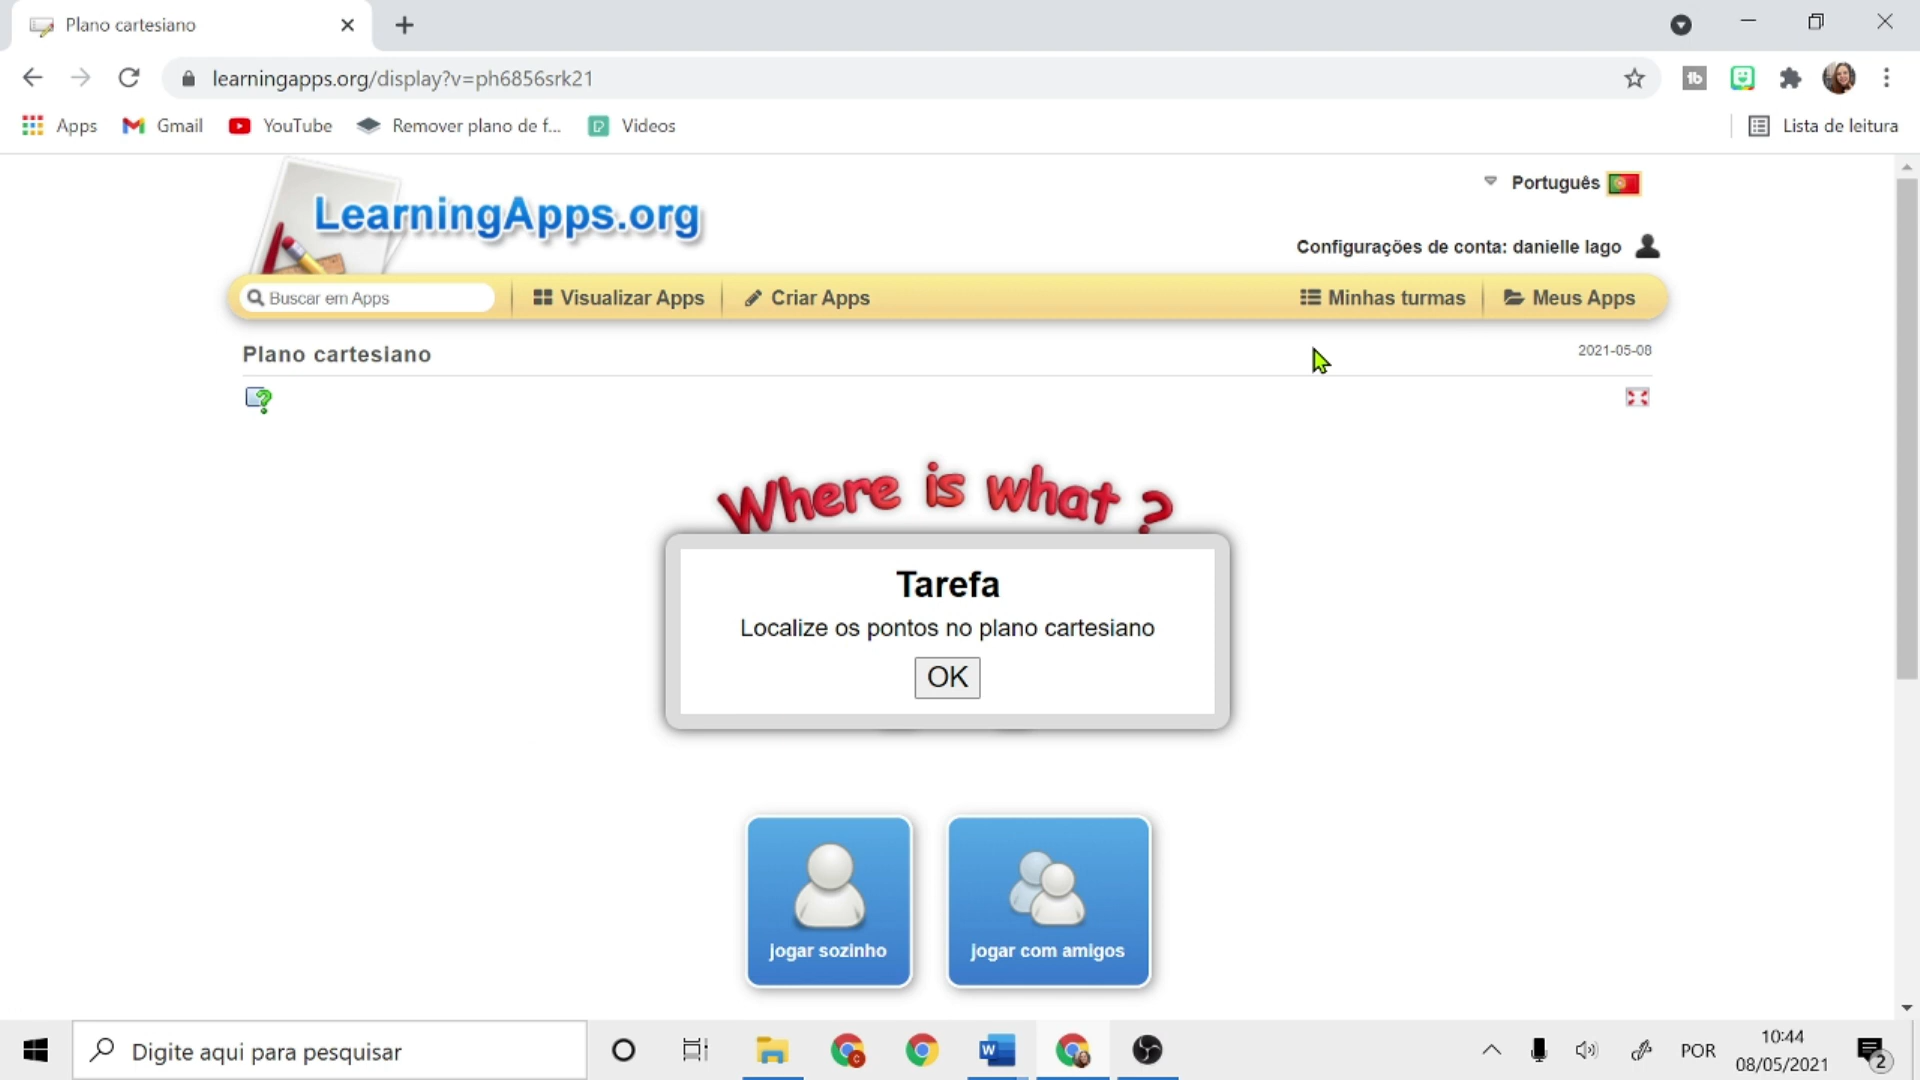 Plano cartesiano
learningapps.org/display?v=ph6856srk21
Apps
Gmail
YouTube
Remover plano de f...
Videos
Lista de leitura
LearningApps.org
Português
Configurações de conta: danielle lago
Buscar em Apps
Visualizar Apps
Criar Apps
Minhas turmas
Meus Apps
Plano cartesiano
2021-05-08
Where is what ?
Tarefa
Localize os pontos no plano cartesiano
OK
jogar sozinho
jogar com amigos
Digite aqui para pesquisar
POR
10:44
08/05/2021
2